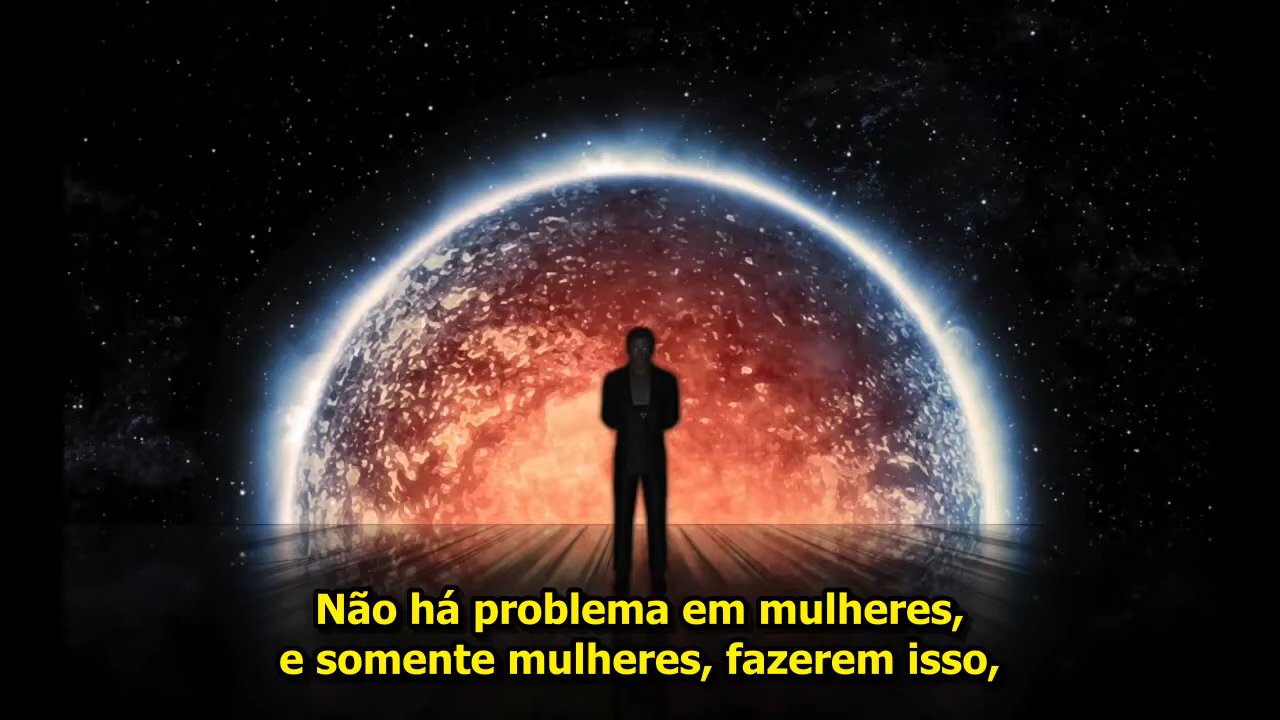 Não há problema em mulheres,
e somente mulheres, fazerem isso,